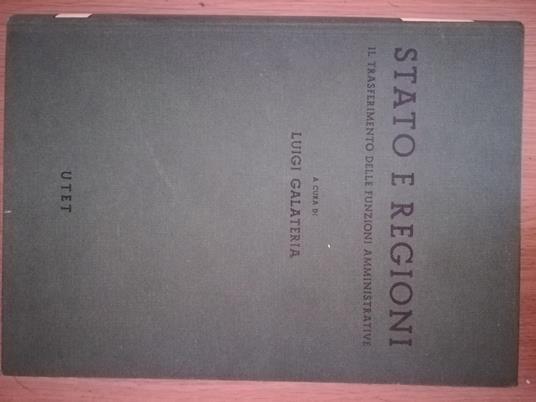 STATO E REGIONI
IL TRASFERIMENTO DELLE FUNZIONI AMMINISTRATIVE
A CURA DI
LUIGI GALATERIA
UTET